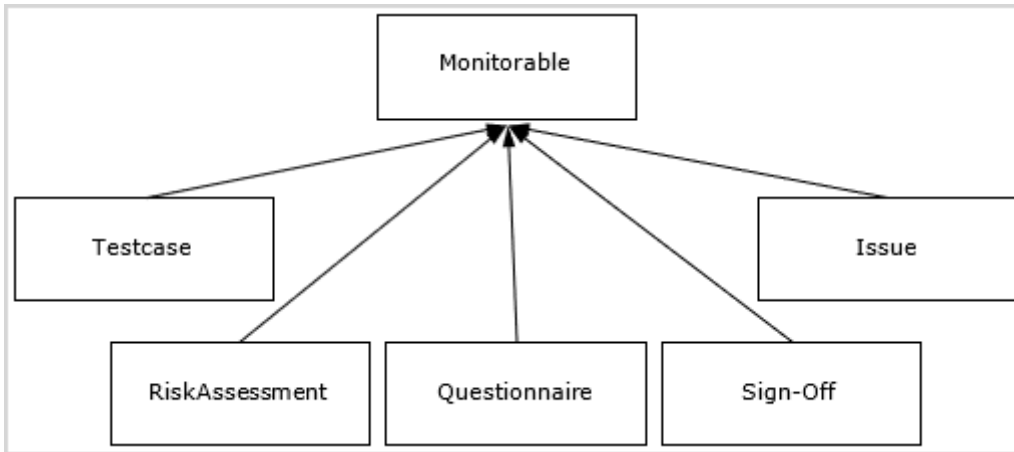 Monitorable
Testcase
Issue
RiskAssessment
Questionnaire
Sign-Off